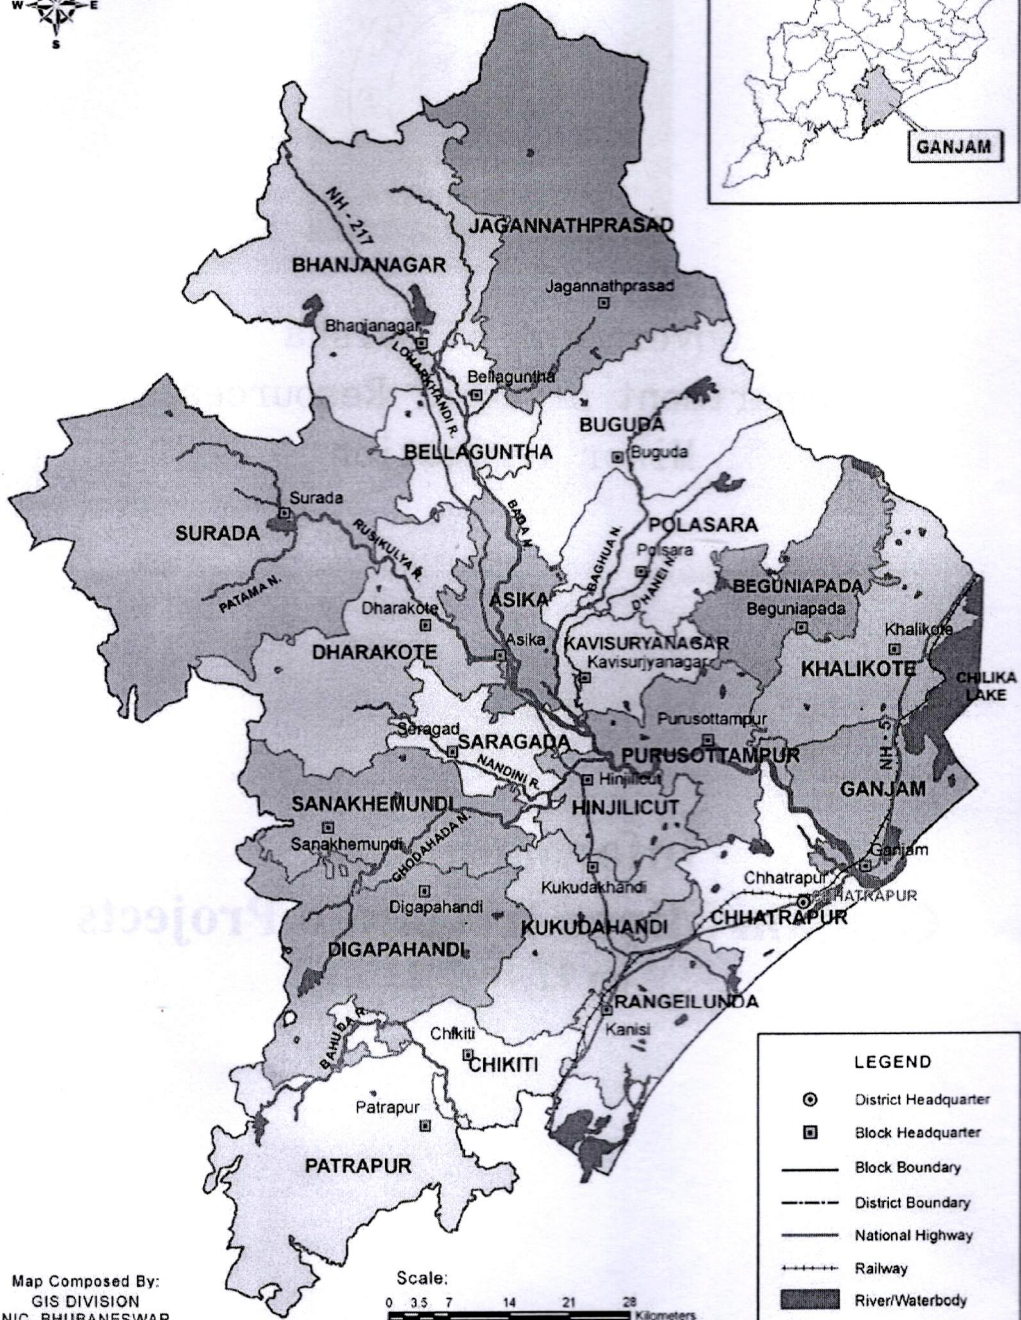 W E
S
GANJAM
NH - 217
JAGANNATHPRASAD
BHANJANAGAR
Jagannathprasad
Bhanjanagar
LOHARKHANDI R.
Bellaguntha
BUGUDA
BELLAGUNTHA
Buguda
Surada
SURADA
RUSIKULYA R.
BADA N.
POLASARA
BAGHUA N.
Polsara
DHANEI N.
PATAMA N.
ASIKA
BEGUNIAPADA
Beguniapada
Dharakote
DHARAKOTE
Asika
KAVISURYANAGAR
Kavisuryanagar
Khalikote
KHALIKOTE
CHILIKA
LAKE
Seragad
SARAGADA
Purusottampur
PURUSOTTAMPUR
NH - 5
NANDINI R.
Hinjilicut
HINJILICUT
GANJAM
SANAKHEMUNDI
Sanakhemundi
GHODAHADA N.
Ganjam
Kukudakhandi
Chhatrapur
CHHATRAPUR
CHHATRAPUR
Digapahandi
DIGAPAHANDI
KUKUDAHANDI
RANGEILUNDA
Kanisi
BAHUDA R.
Chikiti
CHIKITI
Patrapur
PATRAPUR
LEGEND
District Headquarter
Block Headquarter
Block Boundary
District Boundary
National Highway
Railway
River/Waterbody
Map Composed By:
GIS DIVISION
NIC, BHUBANESWAR
Scale:
0 3.5 7 14 21 28
Kilometers